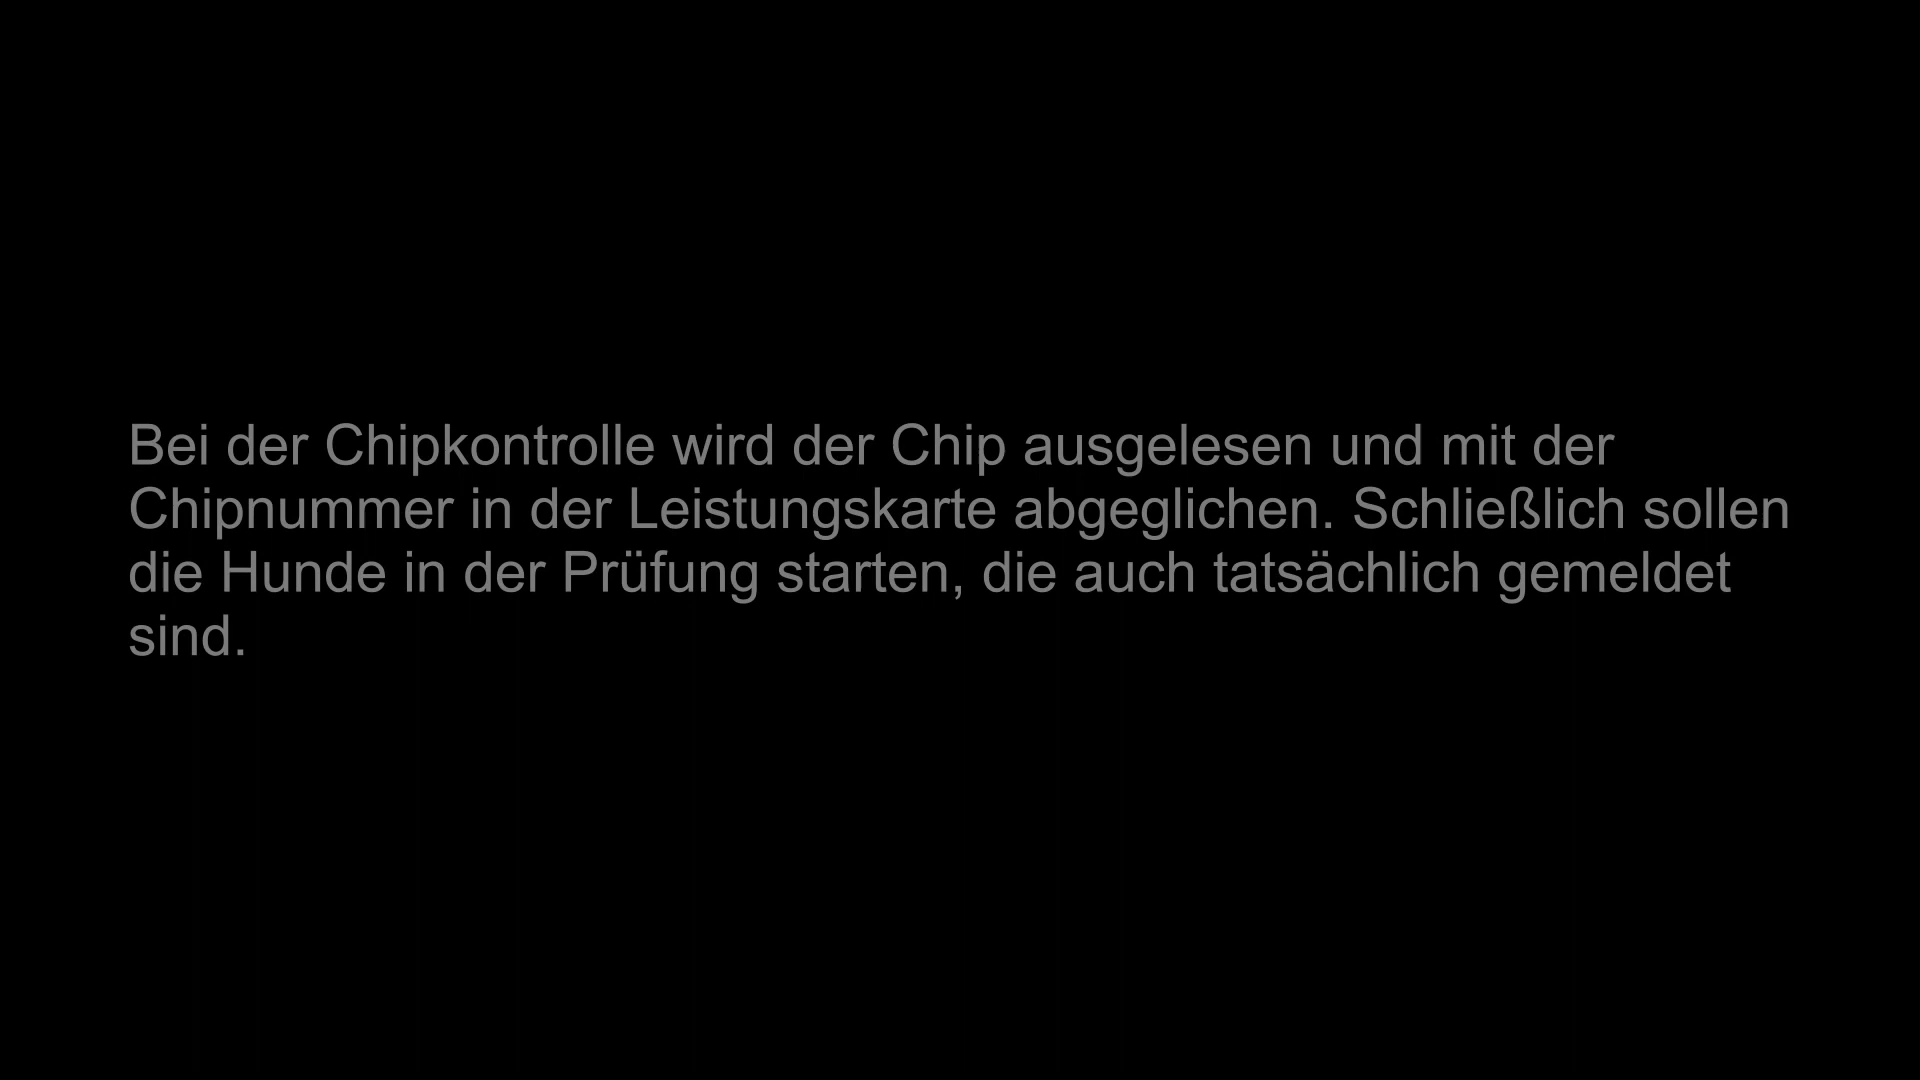 Bei der Chipkontrolle wird der Chip ausgelesen und mit der
Chipnummer in der Leistungskarte abgeglichen. Schließlich sollen
die Hunde in der Prüfung starten, die auch tatsächlich gemeldet
sind.